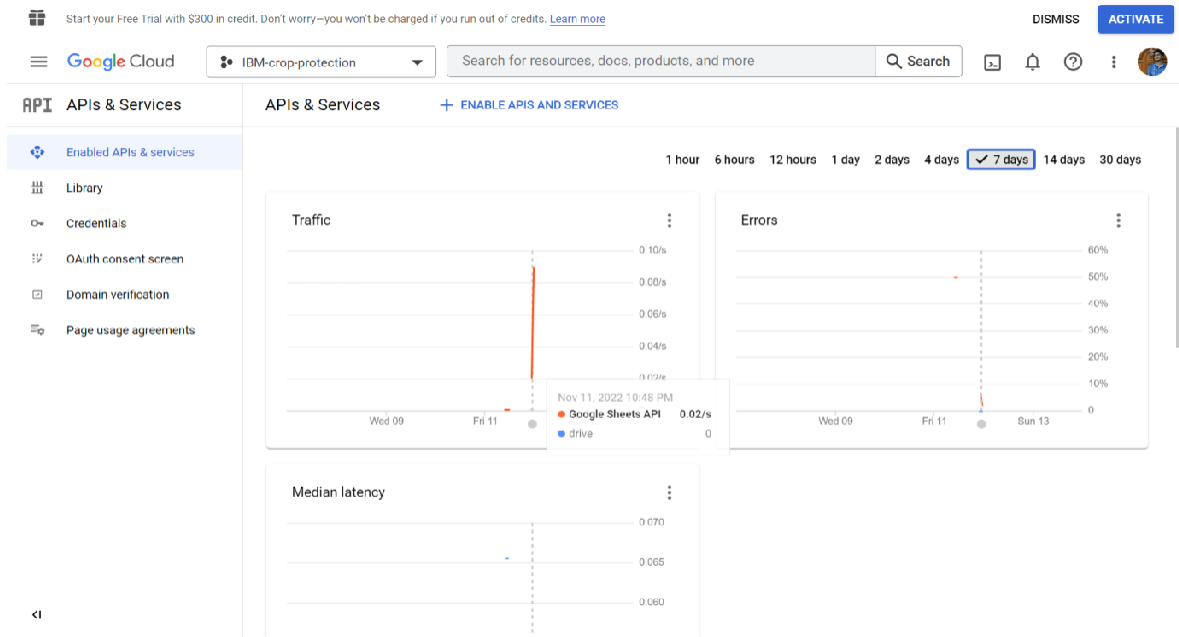 Start your Free Trial with $300 in credit. Don't worry—you won't be charged if you run out of credits. Learn more
DISMISS
ACTIVATE
Google Cloud
IBM-crop-protection
Search for resources, docs, products, and more
Search
API APIs & Services
APIs & Services
ENABLE APIS AND SERVICES
Enabled APIs & services
Library
Credentials
OAuth consent screen
Domain verification
Page usage agreements
1 hour 6 hours 12 hours 1 day 2 days 4 days 7 days 14 days 30 days
Traffic
0.10/s
0.08/s
0.06/s
0.04/s
0.02/s
Wed 09 Fri 11
Nov 11, 2022 10:48 PM
Google Sheets API 0.02/s
drive 0
Errors
60%
50%
40%
30%
20%
10%
0
Wed 09 Fri 11 Sun 13
Median latency
0.070
0.065
0.060